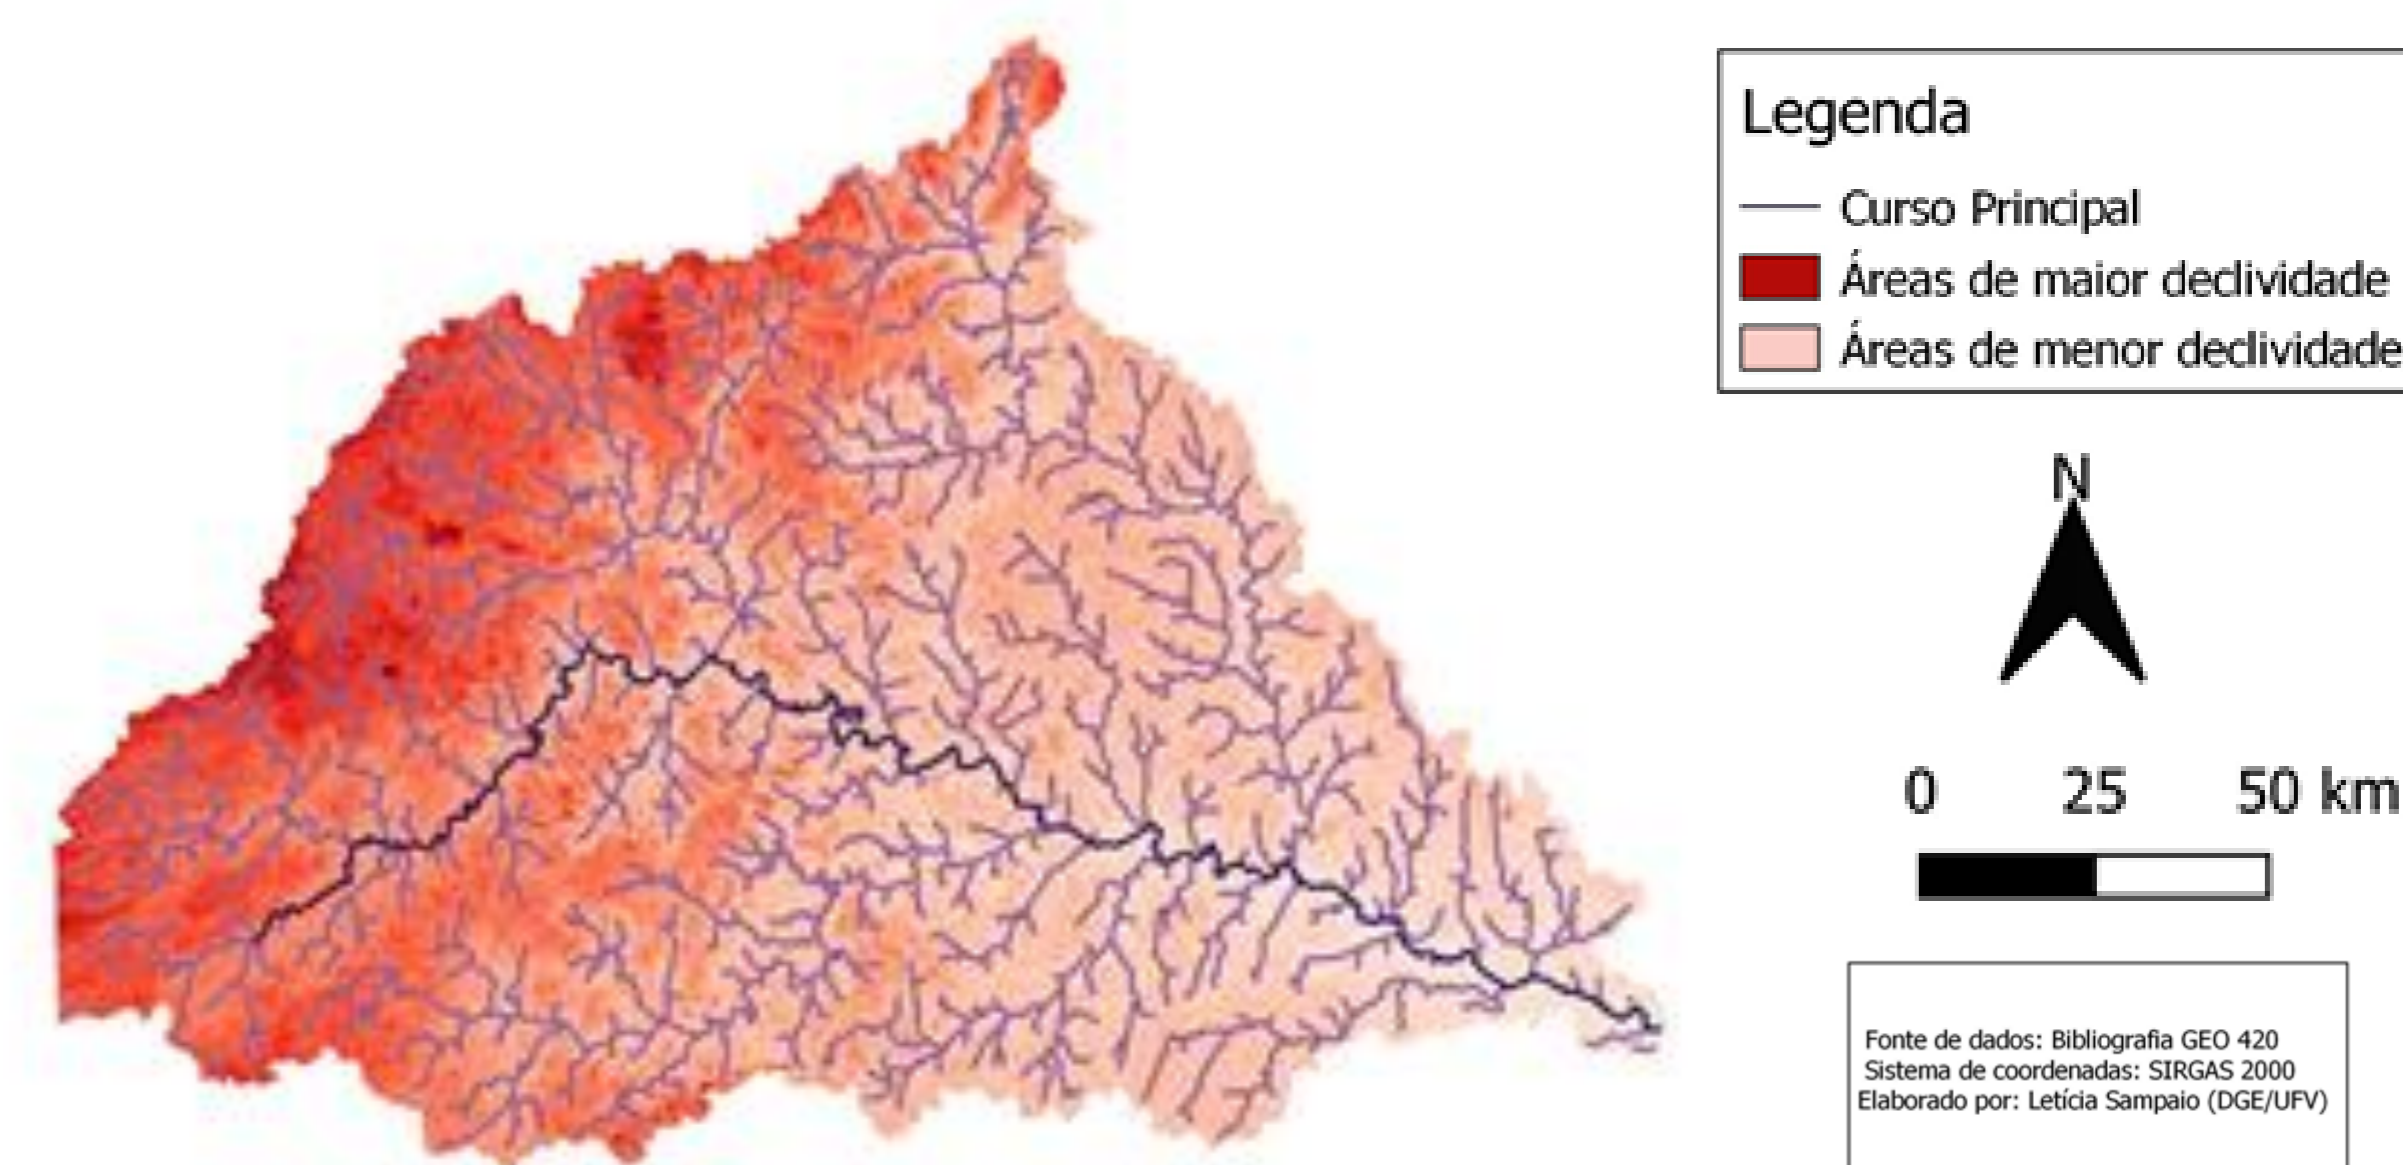 Legenda
Curso Principal
Áreas de maior declividade
Áreas de menor declividade
N
0 25 50 km
Fonte de dados: Bibliografia GEO 420
Sistema de coordenadas: SIRGAS 2000
Elaborado por: Letícia Sampaio (DGE/UFV)